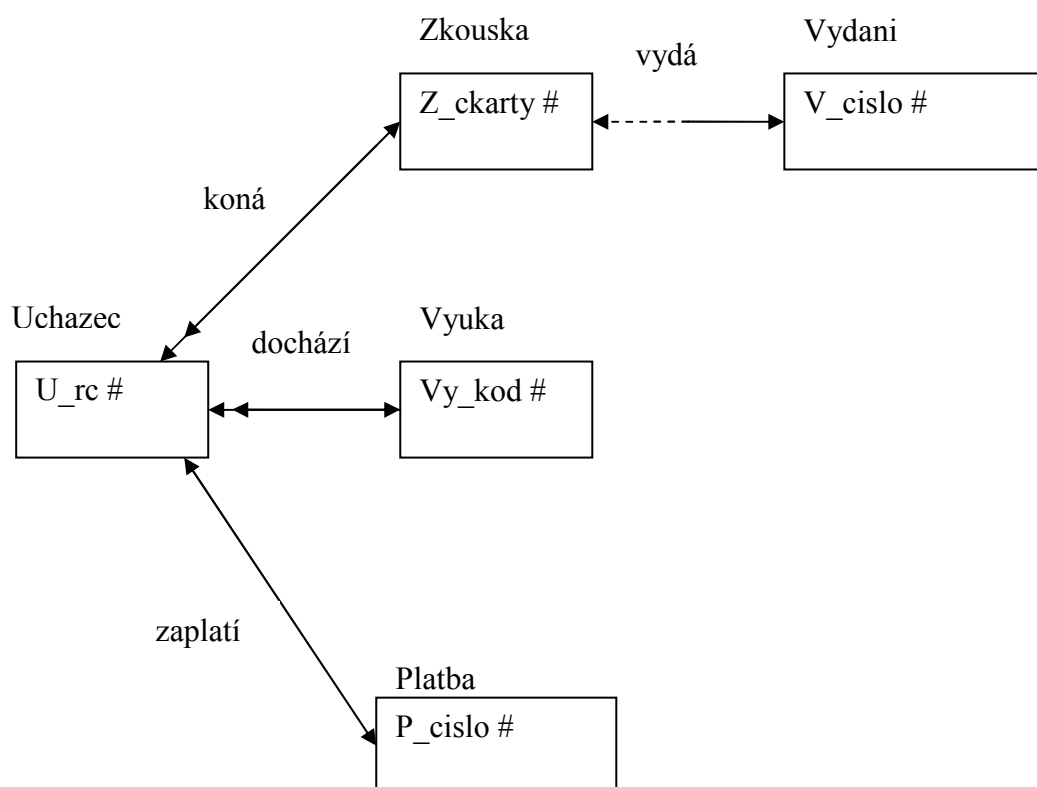 Zkouska
vydá
Vydani
Z_ckarty #
V_cislo #
koná
Uchazec
dochází
Vyuka
U_rc #
Vy_kod #
zaplatí
Platba
P_cislo #